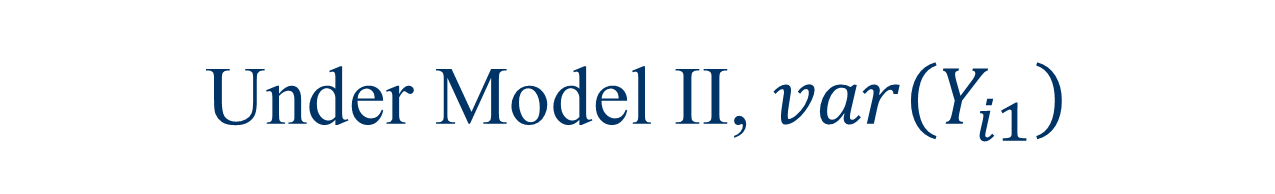 Under Model II, var(Y_{i1})